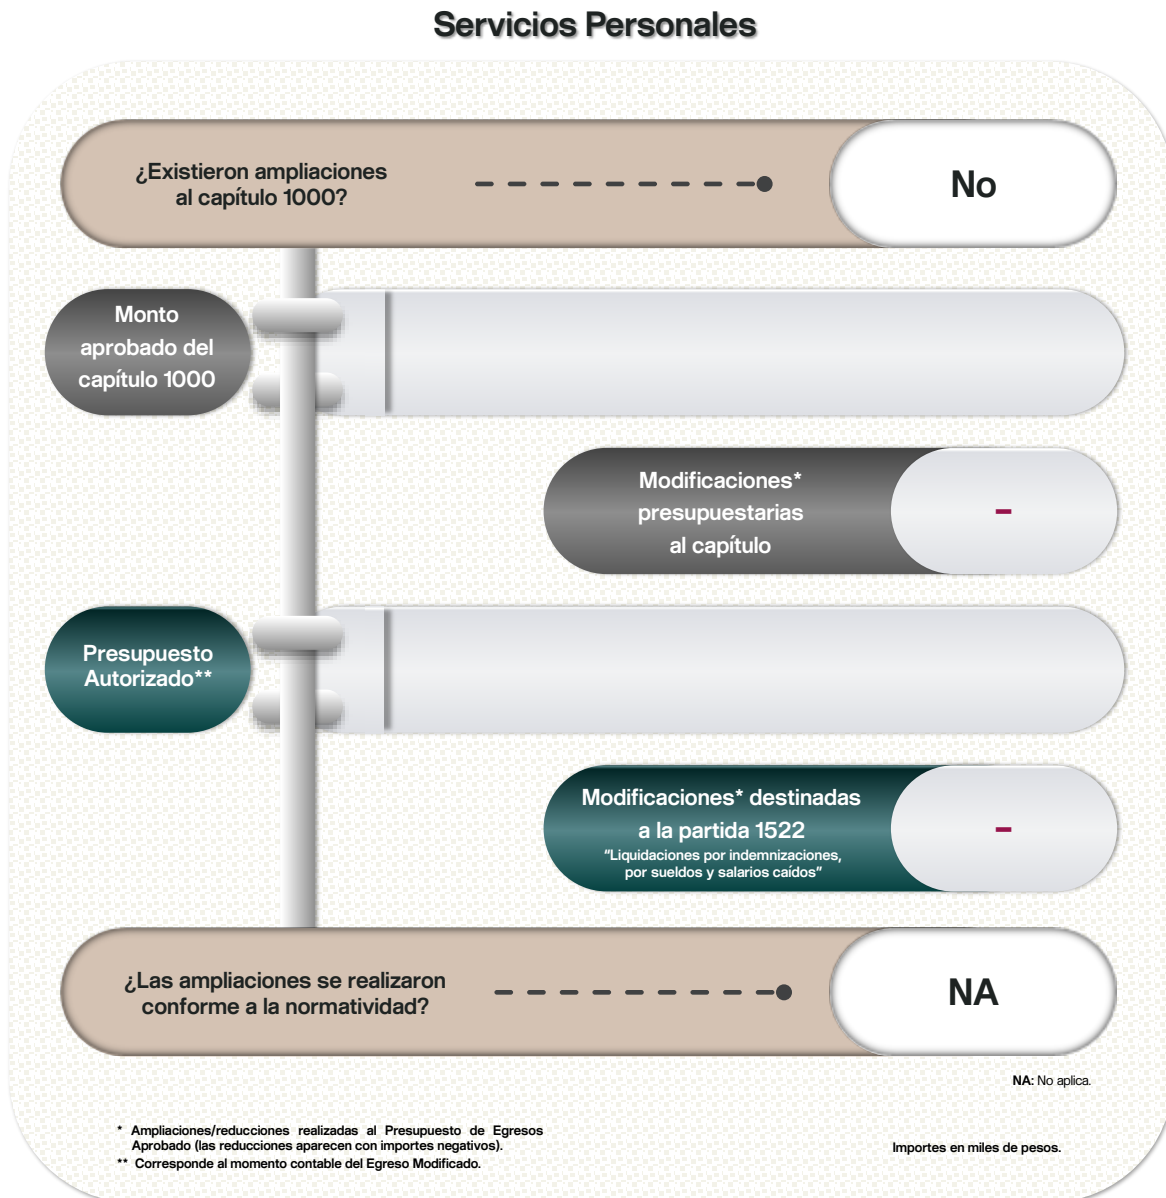 Servicios Personales
¿Existieron ampliaciones
al capítulo 1000?
No
Monto
aprobado del
capítulo 1000
Modificaciones*
presupuestarias
al capítulo
-
Presupuesto
Autorizado**
Modificaciones* destinadas
a la partida 1522
"Liquidaciones por indemnizaciones,
por sueldos y salarios caídos"
-
¿Las ampliaciones se realizaron
conforme a la normatividad?
NA
NA: No aplica.
* Ampliaciones/reducciones realizadas al Presupuesto de Egresos
Aprobado (las reducciones aparecen con importes negativos).
** Corresponde al momento contable del Egreso Modificado.
Importes en miles de pesos.